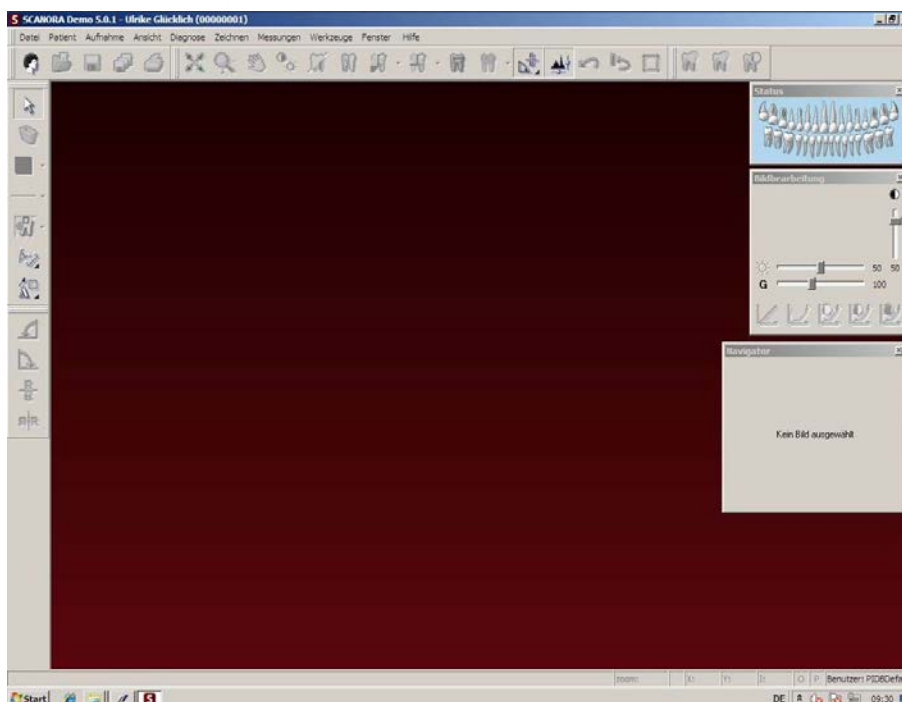 SCANORA Demo 5.0.1 - Ulrike Glücklich (00000001)
Datei Patient Aufnahme Ansicht Diagnose Zeichnen Messungen Werkzeuge Fenster Hilfe
Status
Bildbearbeitung
50 50
G 100
Navigator
Kein Bild ausgewählt
zoom: X: Y: I: O P Benutzer: PIDBDefa
Start DE 09:30